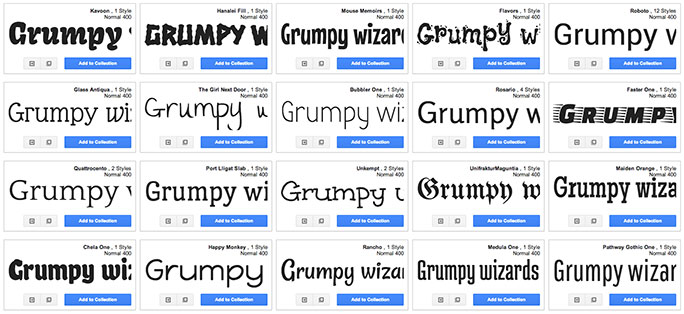 Kavoon , 1 Style
Normal 400
Grumpy w
Add to Collection
Hanalei Fill , 1 Style
Normal 400
GRUMPY W
Add to Collection
Mouse Memoirs , 1 Style
Normal 400
Grumpy wizar
Add to Collection
Flavors , 1 Style
Normal 400
Grumpy w
Add to Collection
Roboto , 12 Styles
Normal 400
Grumpy w
Add to Collection
Glass Antiqua , 1 Style
Normal 400
Grumpy wi
Add to Collection
The Girl Next Door , 1 Style
Normal 400
Grumpy
Add to Collection
Bubbler One , 1 Style
Normal 400
Grumpy wiz
Add to Collection
Rosario , 4 Styles
Normal 400
Grumpy w
Add to Collection
Faster One , 1 Style
Normal 400
GRUMP
Add to Collection
Quattrocento , 2 Styles
Normal 400
Grumpy
Add to Collection
Port Lligat Slab , 1 Style
Normal 400
Grumpy wi
Add to Collection
Unkempt , 2 Styles
Normal 400
Grumpy
Add to Collection
UnifrakturMaguntia , 1 Style
Normal 400
Grumpy w
Add to Collection
Maiden Orange , 1 Style
Normal 400
Grumpy wiza
Add to Collection
Chela One , 1 Style
Normal 400
Grumpy wiz
Add to Collection
Happy Monkey , 1 Style
Normal 400
Grumpy
Add to Collection
Rancho , 1 Style
Normal 400
Grumpy wizar
Add to Collection
Medula One , 1 Style
Normal 400
Grumpy wizards
Add to Collection
Pathway Gothic One , 1 Style
Normal 400
Grumpy wizar
Add to Collection